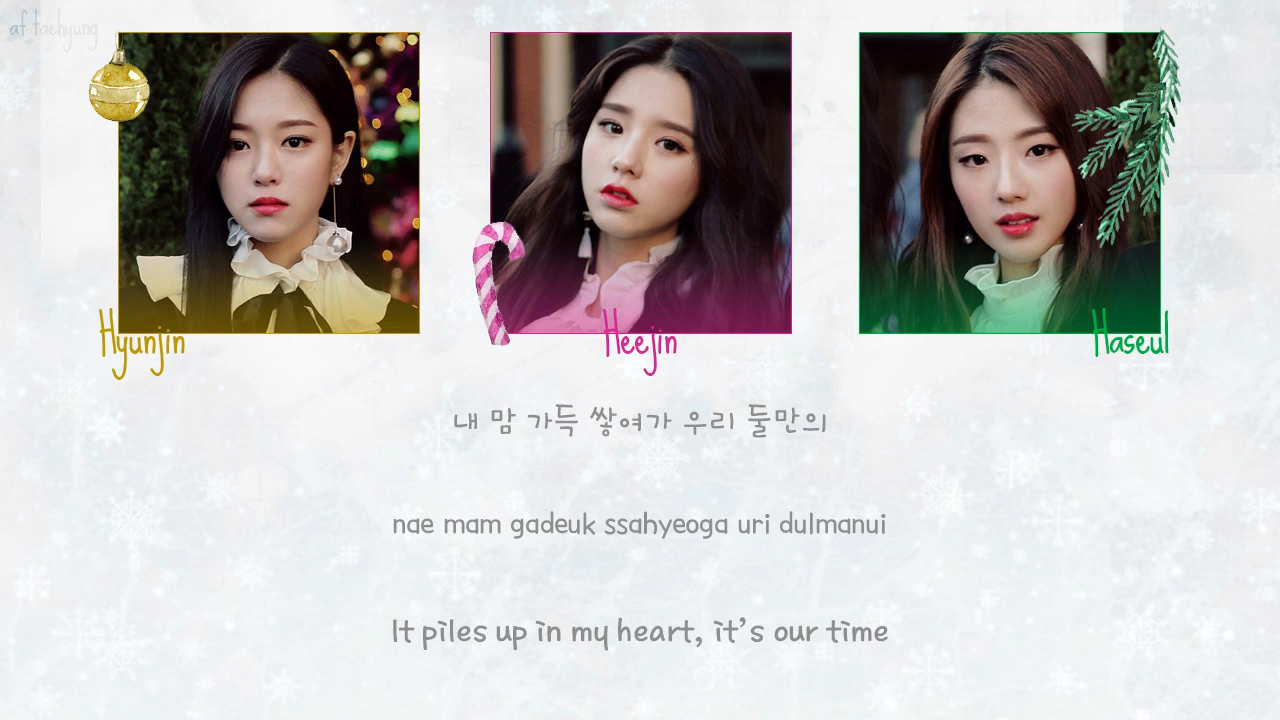 af taehyung
Hyunjin
Heejin
Haseul
내 맘 가득 쌓여가 우리 둘만의
nae mam gadeuk ssahyeoga uri dulmanui
It piles up in my heart, it's our time